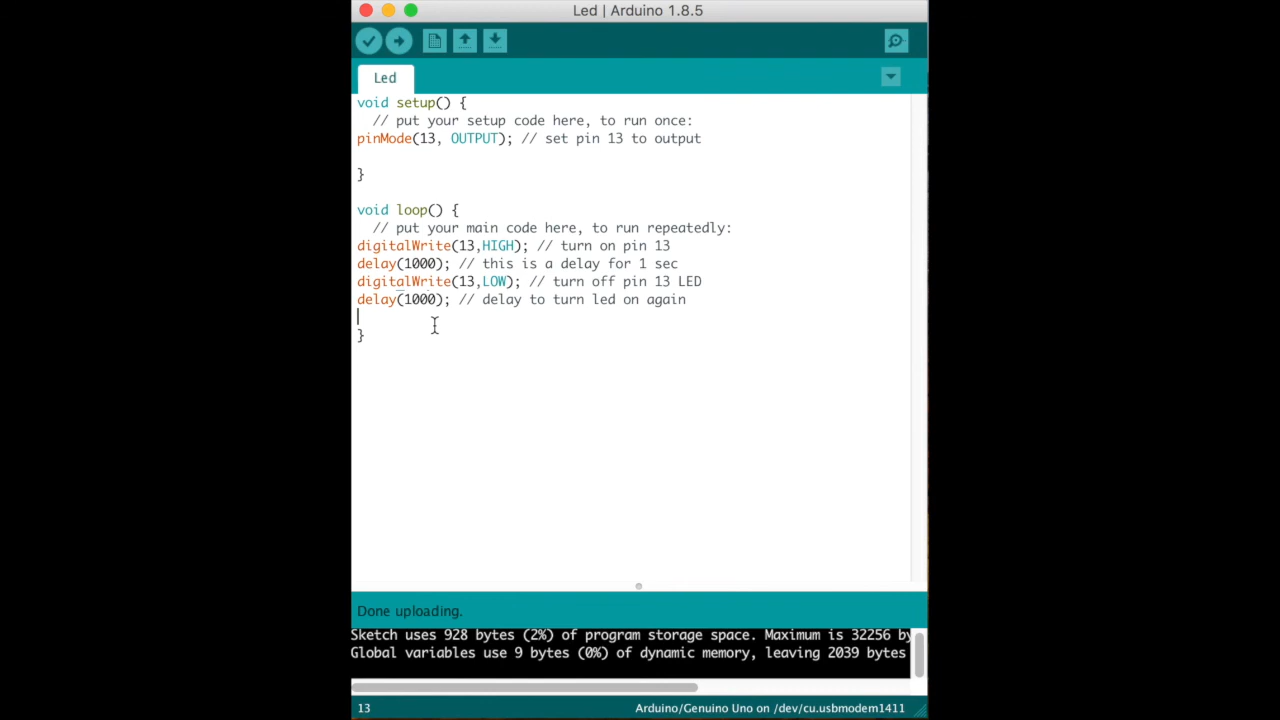 Led | Arduino 1.8.5
Led
void setup() {
// put your setup code here, to run once:
pinMode(13, OUTPUT); // set pin 13 to output
}
void loop() {
// put your main code here, to run repeatedly:
digitalWrite(13,HIGH); // turn on pin 13
delay(1000); // this is a delay for 1 sec
digitalWrite(13,LOW); // turn off pin 13 LED
delay(1000); // delay to turn led on again
}
Done uploading.
Sketch uses 928 bytes (2%) of program storage space. Maximum is 32256 by
Global variables use 9 bytes (0%) of dynamic memory, leaving 2039 bytes
13
Arduino/Genuino Uno on /dev/cu.usbmodem1411